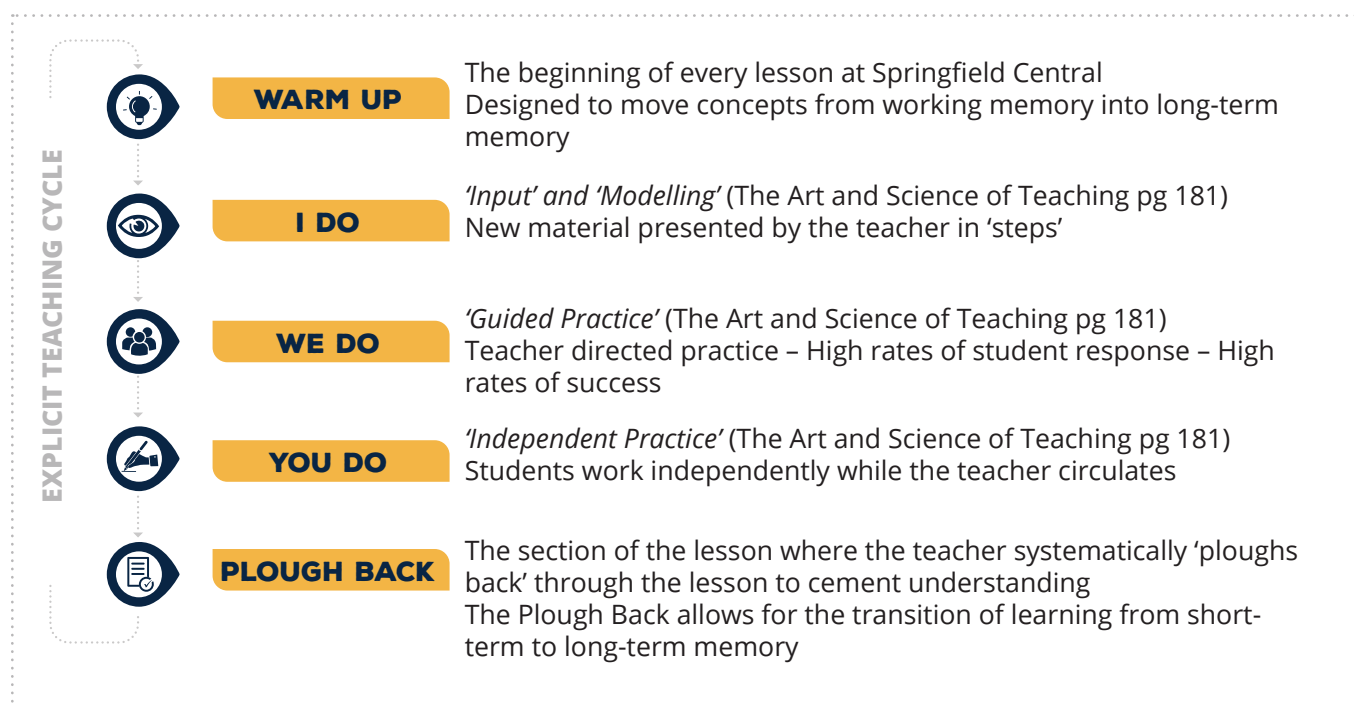 EXPLICIT TEACHING CYCLE
WARM UP
The beginning of every lesson at Springfield Central
Designed to move concepts from working memory into long-term
memory
I DO
‘Input’ and ‘Modelling’ (The Art and Science of Teaching pg 181)
New material presented by the teacher in ‘steps’
WE DO
‘Guided Practice’ (The Art and Science of Teaching pg 181)
Teacher directed practice – High rates of student response – High
rates of success
YOU DO
‘Independent Practice’ (The Art and Science of Teaching pg 181)
Students work independently while the teacher circulates
PLOUGH BACK
The section of the lesson where the teacher systematically ‘ploughs
back’ through the lesson to cement understanding
The Plough Back allows for the transition of learning from short-
term to long-term memory